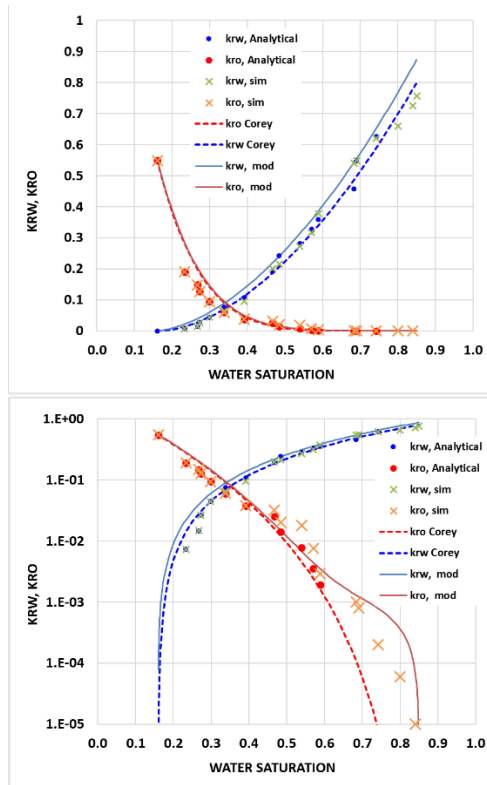 1
0.9
0.8
0.7
0.6
0.5
0.4
0.3
0.2
0.1
0
KRW, KRO
krw, Analytical
kro, Analytical
krw, sim
kro, sim
kro Corey
krw Corey
krw, mod
kro, mod
0.0 0.1 0.2 0.3 0.4 0.5 0.6 0.7 0.8 0.9 1.0
WATER SATURATION
1.E+00
1.E-01
1.E-02
1.E-03
1.E-04
1.E-05
KRW, KRO
krw, Analytical
kro, Analytical
krw, sim
kro, sim
kro Corey
krw Corey
krw, mod
kro, mod
0.0 0.1 0.2 0.3 0.4 0.5 0.6 0.7 0.8 0.9 1.0
WATER SATURATION